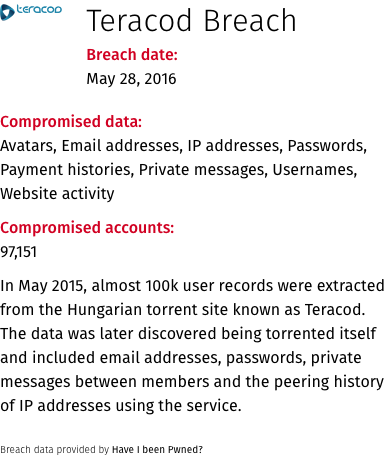 teracod
Teracod Breach
Breach date:
May 28, 2016
Compromised data:
Avatars, Email addresses, IP addresses, Passwords,
Payment histories, Private messages, Usernames,
Website activity
Compromised accounts:
97,151
In May 2015, almost 100k user records were extracted
from the Hungarian torrent site known as Teracod.
The data was later discovered being torrented itself
and included email addresses, passwords, private
messages between members and the peering history
of IP addresses using the service.
Breach data provided by Have I been Pwned?